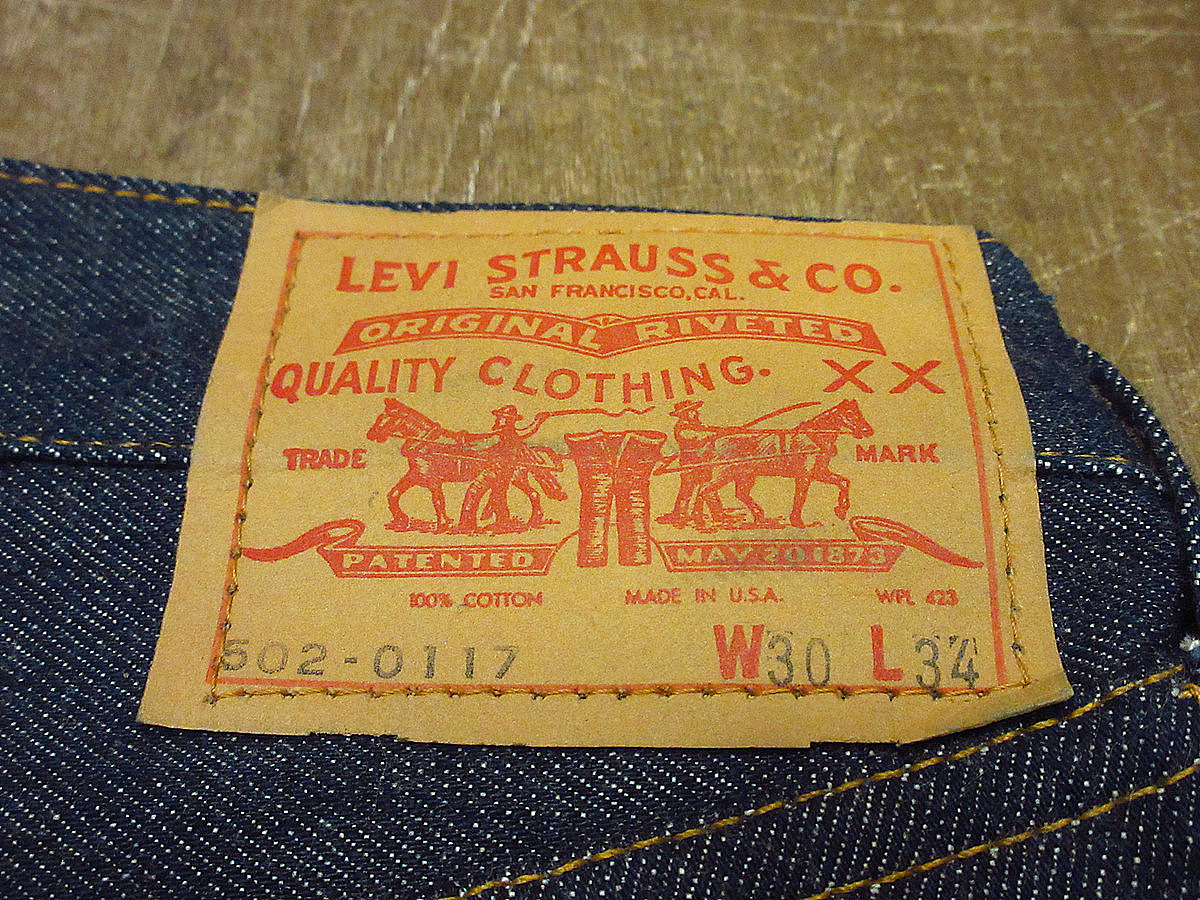 LEVI STRAUSS & CO.
SAN FRANCISCO, CAL.
ORIGINAL RIVETED
QUALITY CLOTHING. XX
TRADE MARK
PATENTED MAY 20 1873
100% COTTON MADE IN U.S.A. WPL 423
502-0117 W30 L34